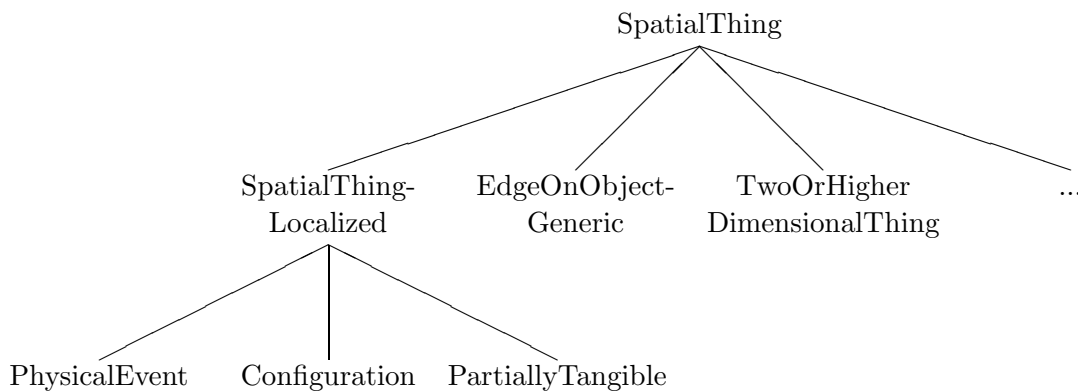 SpatialThing
SpatialThing-
Localized
EdgeOnObject-
Generic
TwoOrHigher
DimensionalThing
...
PhysicalEvent
Configuration
PartiallyTangible